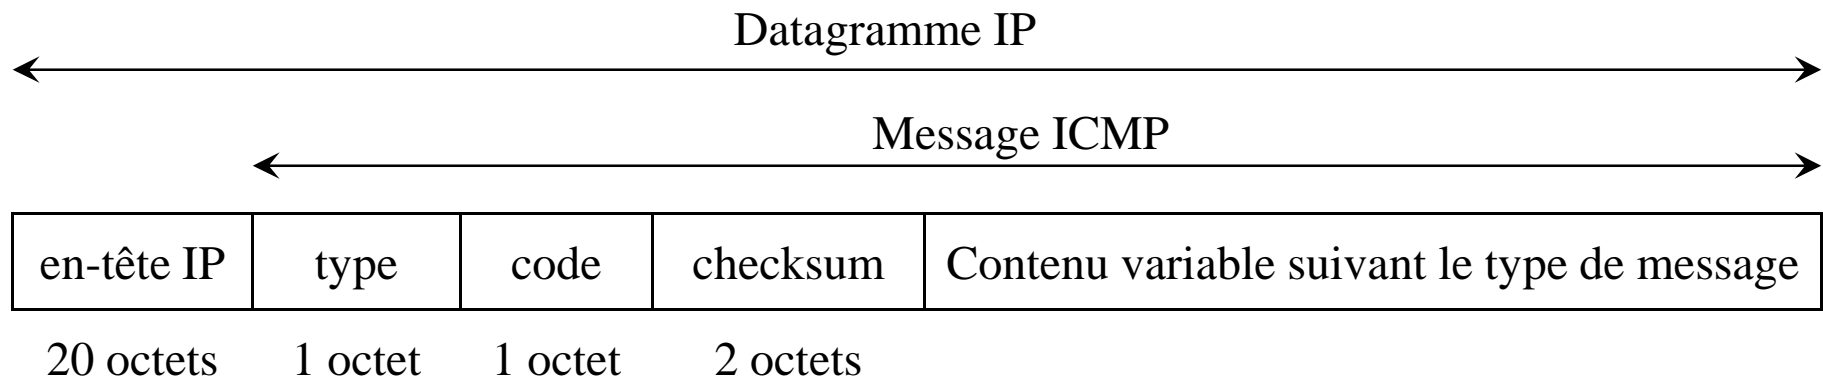 Datagramme IP
Message ICMP
en-tête IP type code checksum Contenu variable suivant le type de message
20 octets 1 octet 1 octet 2 octets